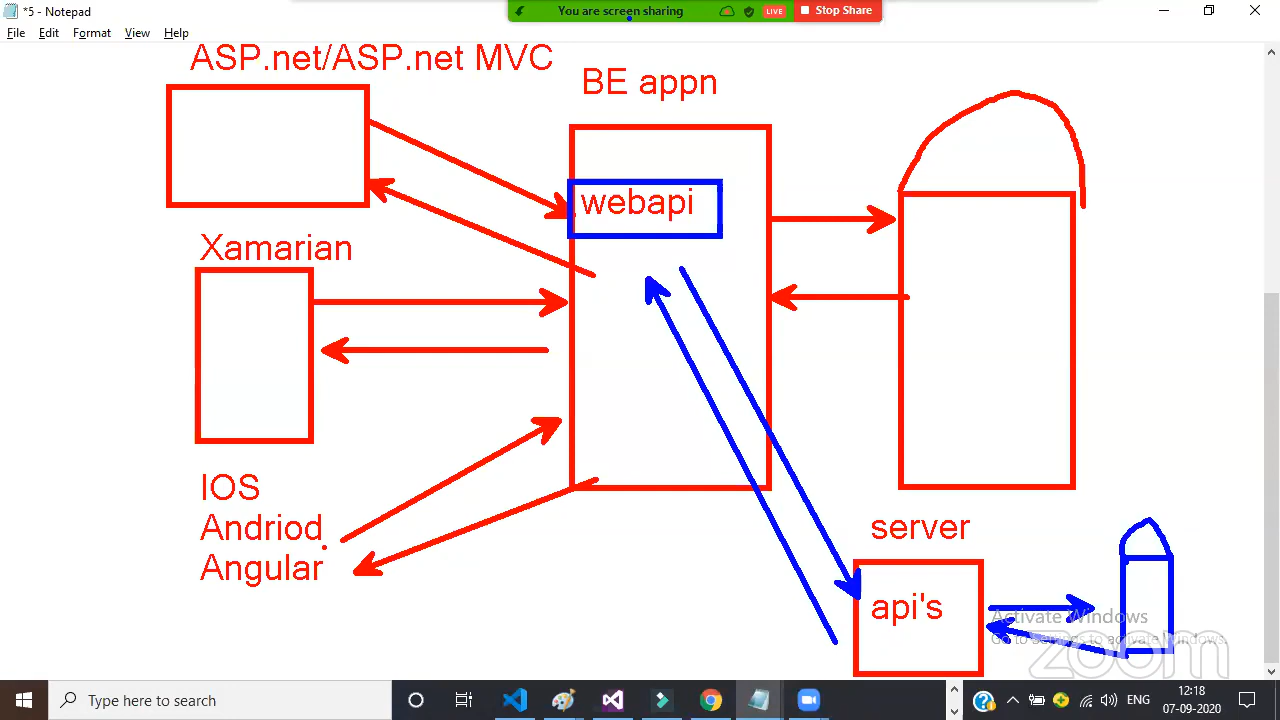 *5 - Notepad
You are screen sharing
LIVE
Stop Share
File Edit Format View Help
ASP.net/ASP.net MVC
BE appn
webapi
Xamarian
IOS
Andriod
Angular
server
api's
Activate Windows
Go to Settings to activate Windows.
zoom
Type here to search
ENG
12:18
07-09-2020